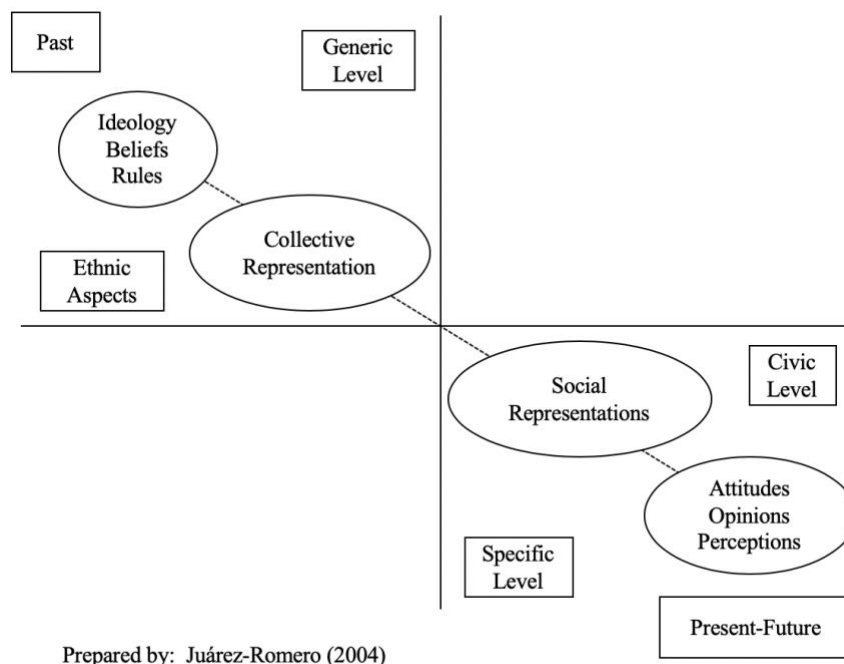 Past
Generic
Level
Ideology
Beliefs
Rules
Collective
Representation
Ethnic
Aspects
Social
Representations
Civic
Level
Attitudes
Opinions
Perceptions
Specific
Level
Present-Future
Prepared by: Juárez-Romero (2004)